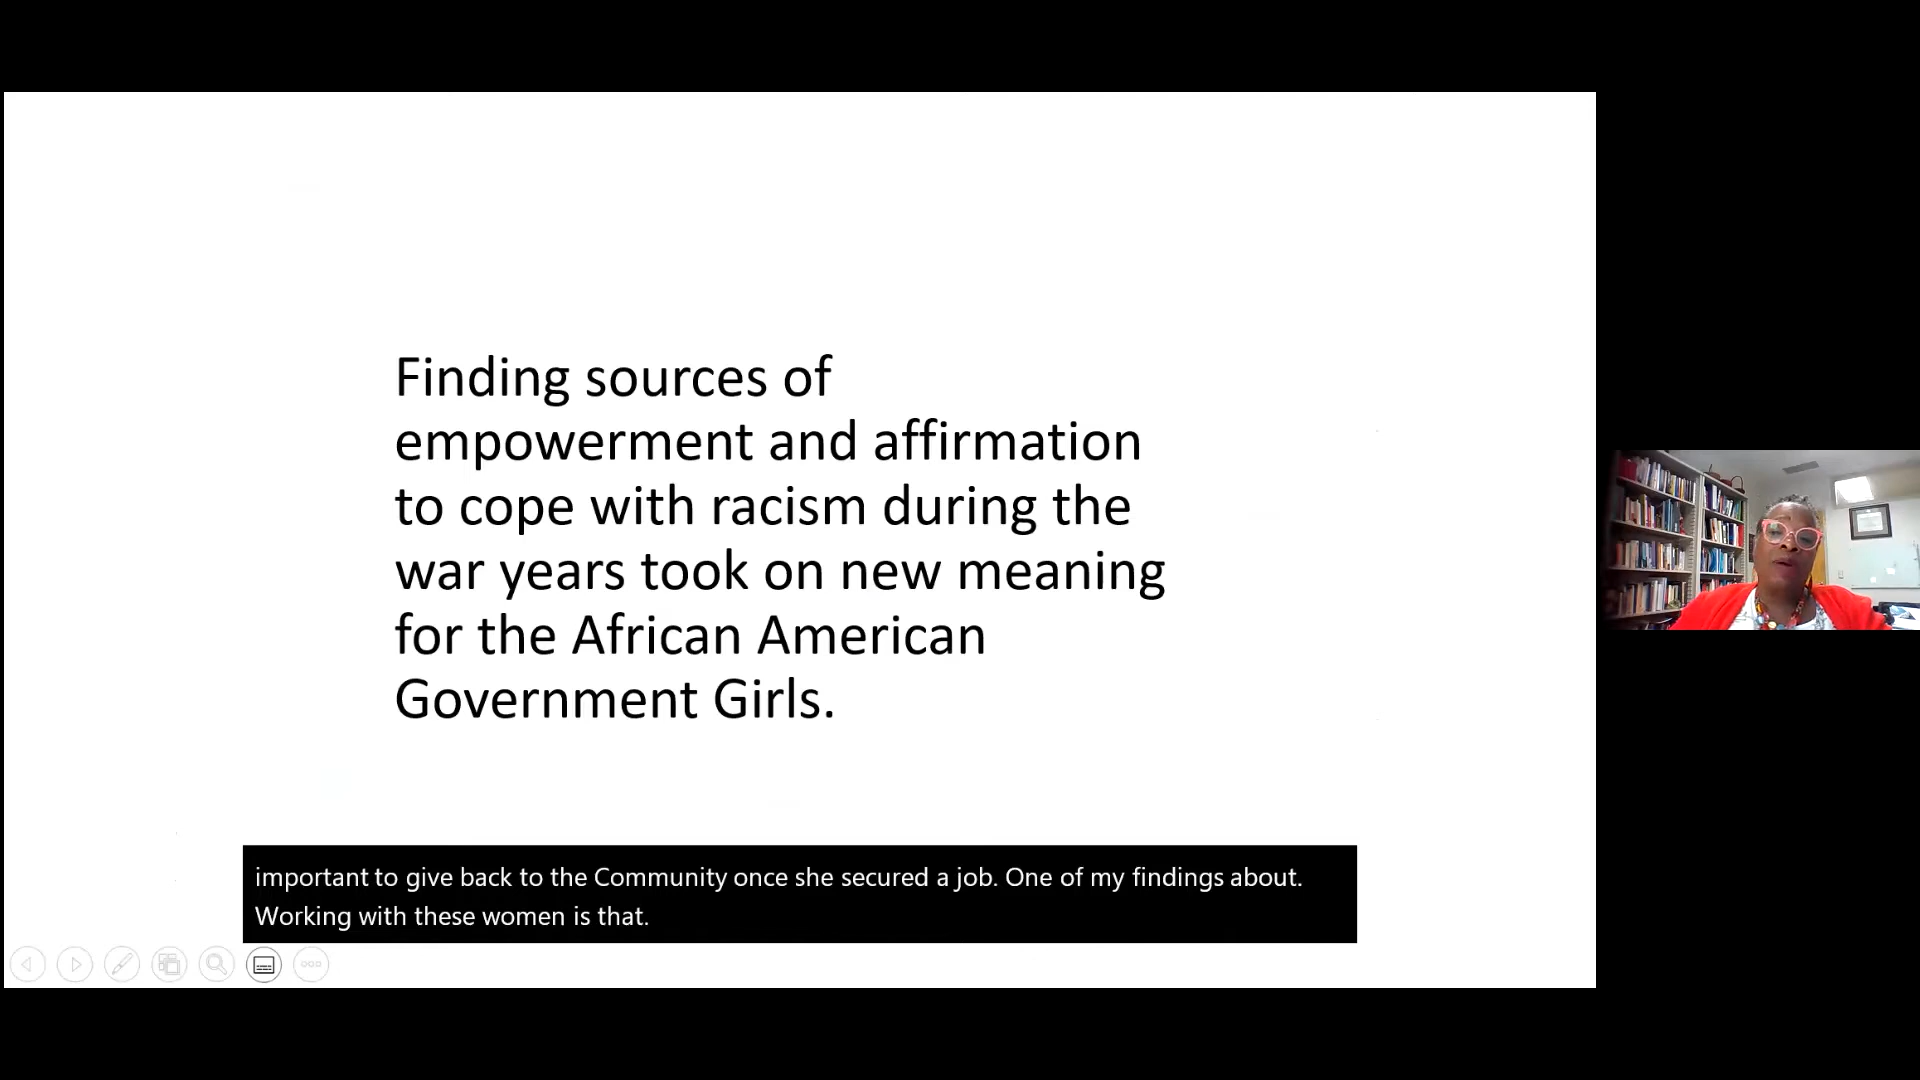 Finding sources of
empowerment and affirmation
to cope with racism during the
war years took on new meaning
for the African American
Government Girls.
important to give back to the Community once she secured a job. One of my findings about.
Working with these women is that.